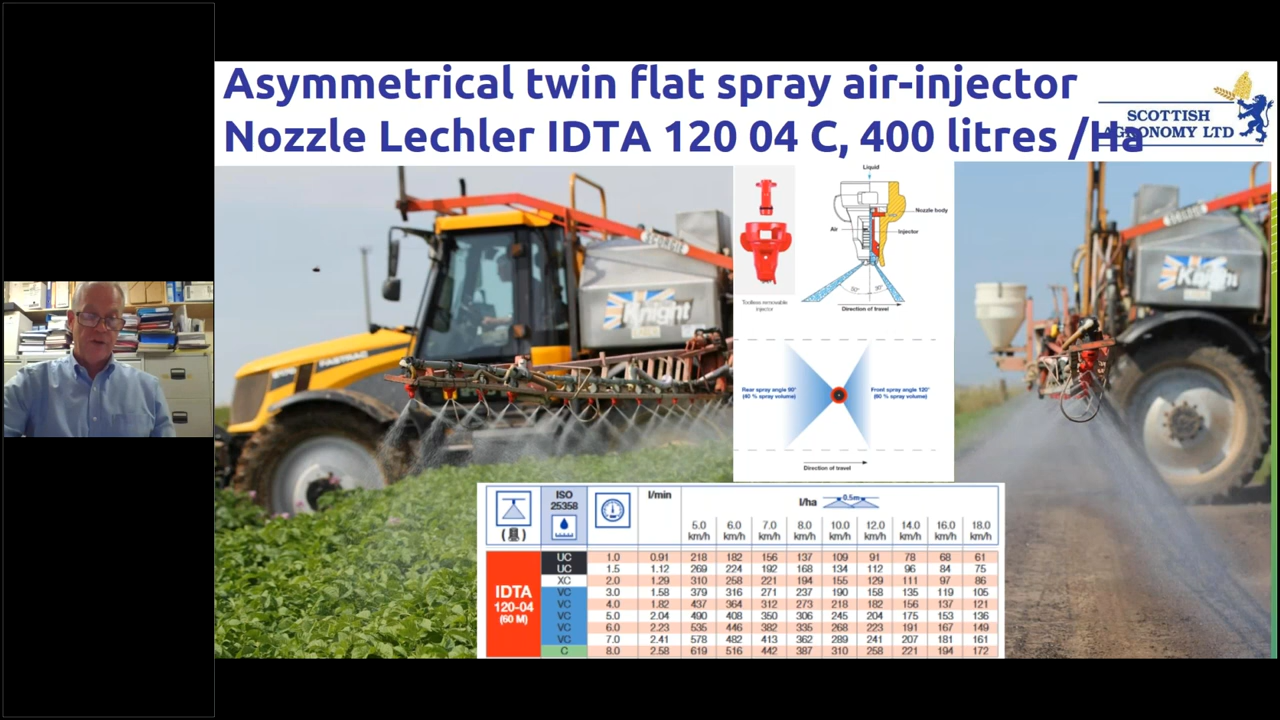 Asymmetrical twin flat spray air-injector
Nozzle Lechler IDTA 120 04 C, 400 litres /Ha
SCOTTISH
AGRONOMY LTD
FASTRAC
Knight
Knight
Liquid
Nozzle body
Air
Injector
Toolless removable
injector
Direction of travel
Rear spray angle 90°
(40 % spray volume)
Front spray angle 120°
(60 % spray volume)
Direction of travel
ISO
25358
l/min
l/ha
0.5m
5.0 km/h 6.0 km/h 7.0 km/h 8.0 km/h 10.0 km/h 12.0 km/h 14.0 km/h 16.0 km/h 18.0 km/h
IDTA
120-04
(60 M)
UC 1.0 0.91 218 182 156 137 109 91 78 68 61
UC 1.5 1.12 269 224 192 168 134 112 96 84 75
XC 2.0 1.29 310 258 221 194 155 129 111 97 86
VC 3.0 1.58 379 316 271 237 190 158 135 119 105
VC 4.0 1.82 437 364 312 273 218 182 156 137 121
VC 5.0 2.04 490 408 350 306 245 204 175 153 136
VC 6.0 2.23 535 446 382 335 268 223 191 167 149
VC 7.0 2.41 578 482 413 362 289 241 207 181 161
C 8.0 2.58 619 516 442 387 310 258 221 194 172